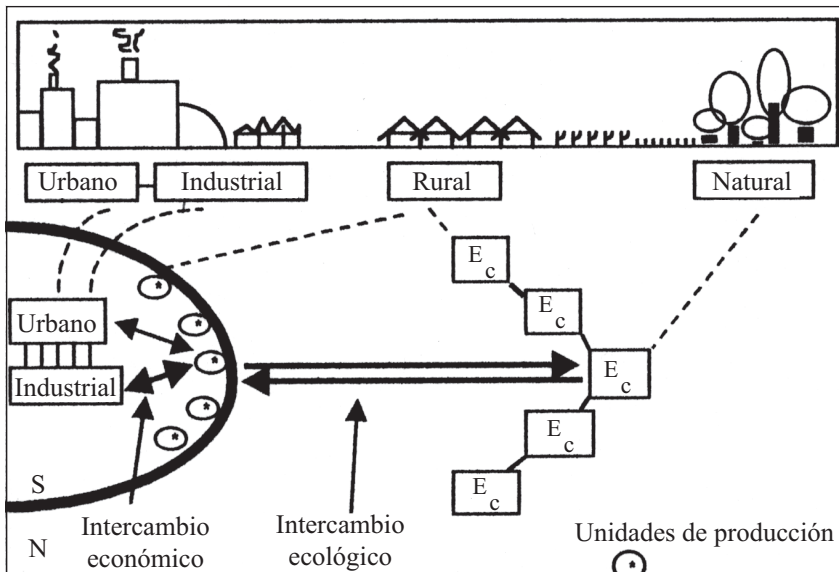 Urbano
Industrial
Rural
Natural
E
c
E
c
Urbano
E
c
Industrial
E
c
E
c
S
Intercambio
económico
Intercambio
ecológico
Unidades de producción
N